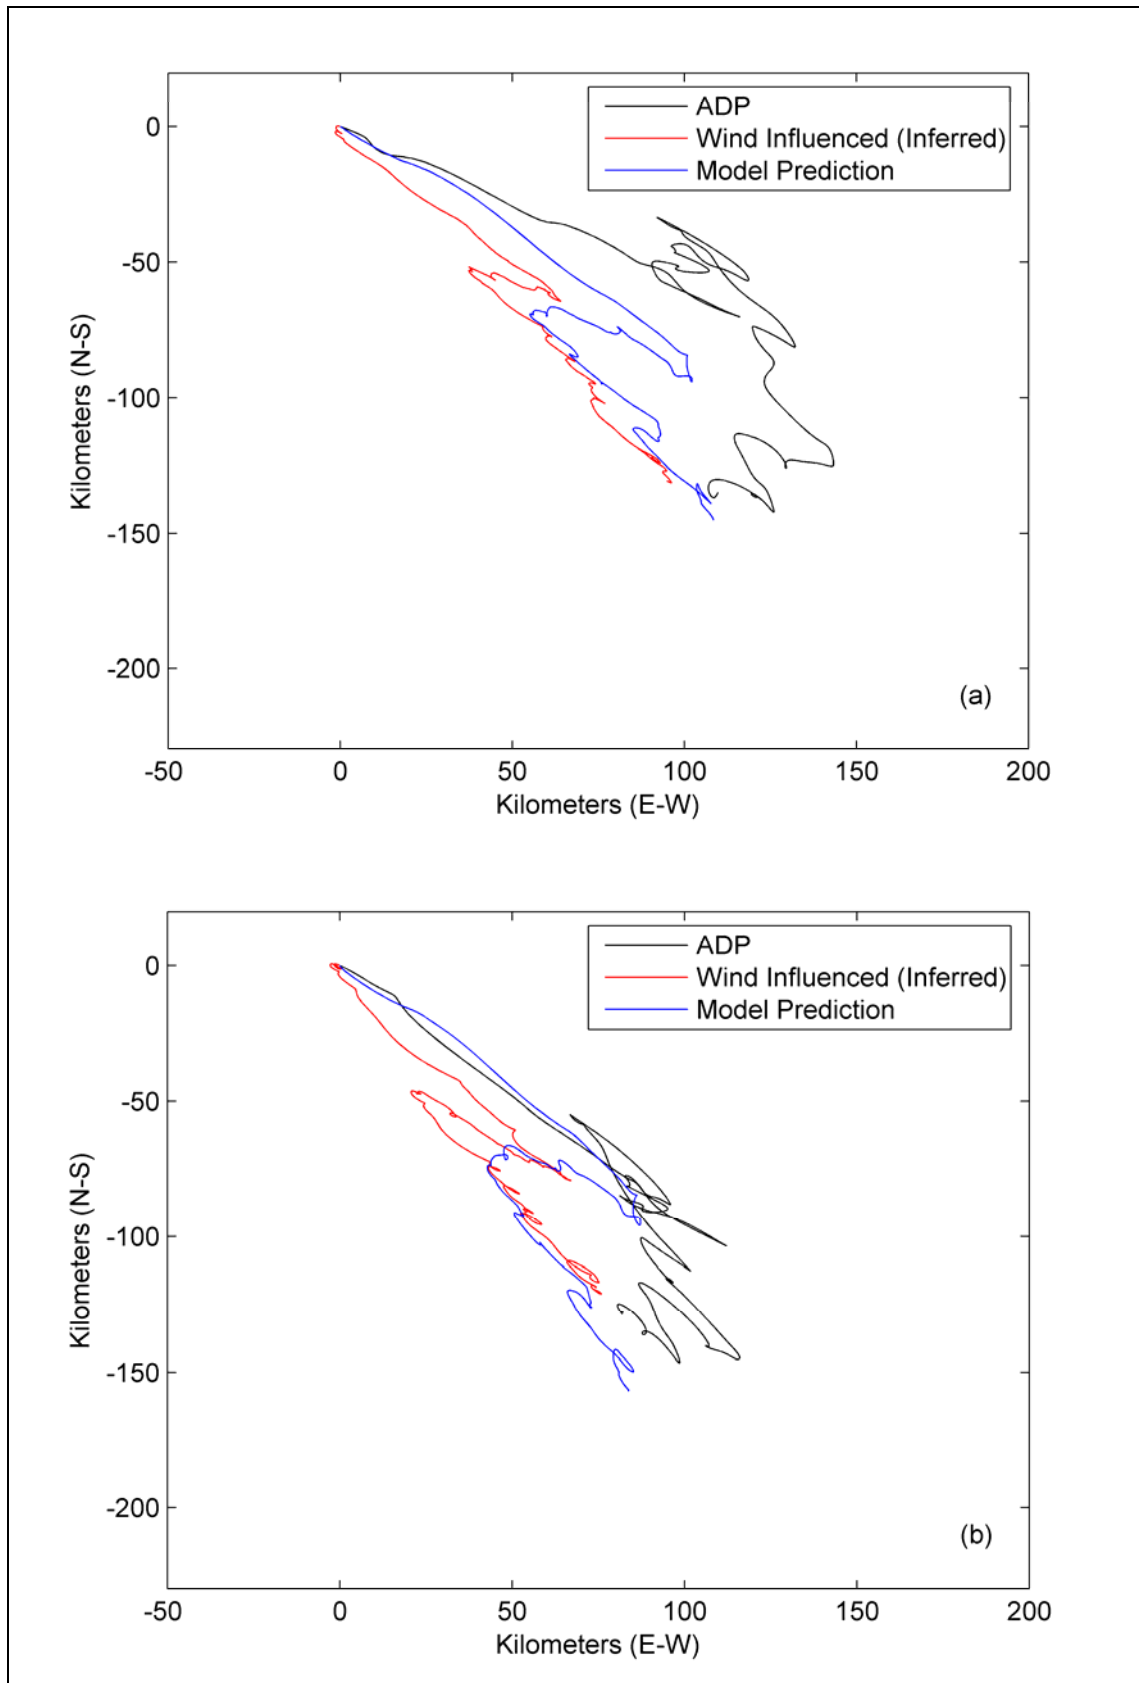 ADP
Wind Influenced (Inferred)
Model Prediction
0
-50
-100
-150
-200
Kilometers (N-S)
(a)
-50 0 50 100 150 200
Kilometers (E-W)
ADP
Wind Influenced (Inferred)
Model Prediction
0
-50
-100
-150
-200
Kilometers (N-S)
(b)
-50 0 50 100 150 200
Kilometers (E-W)